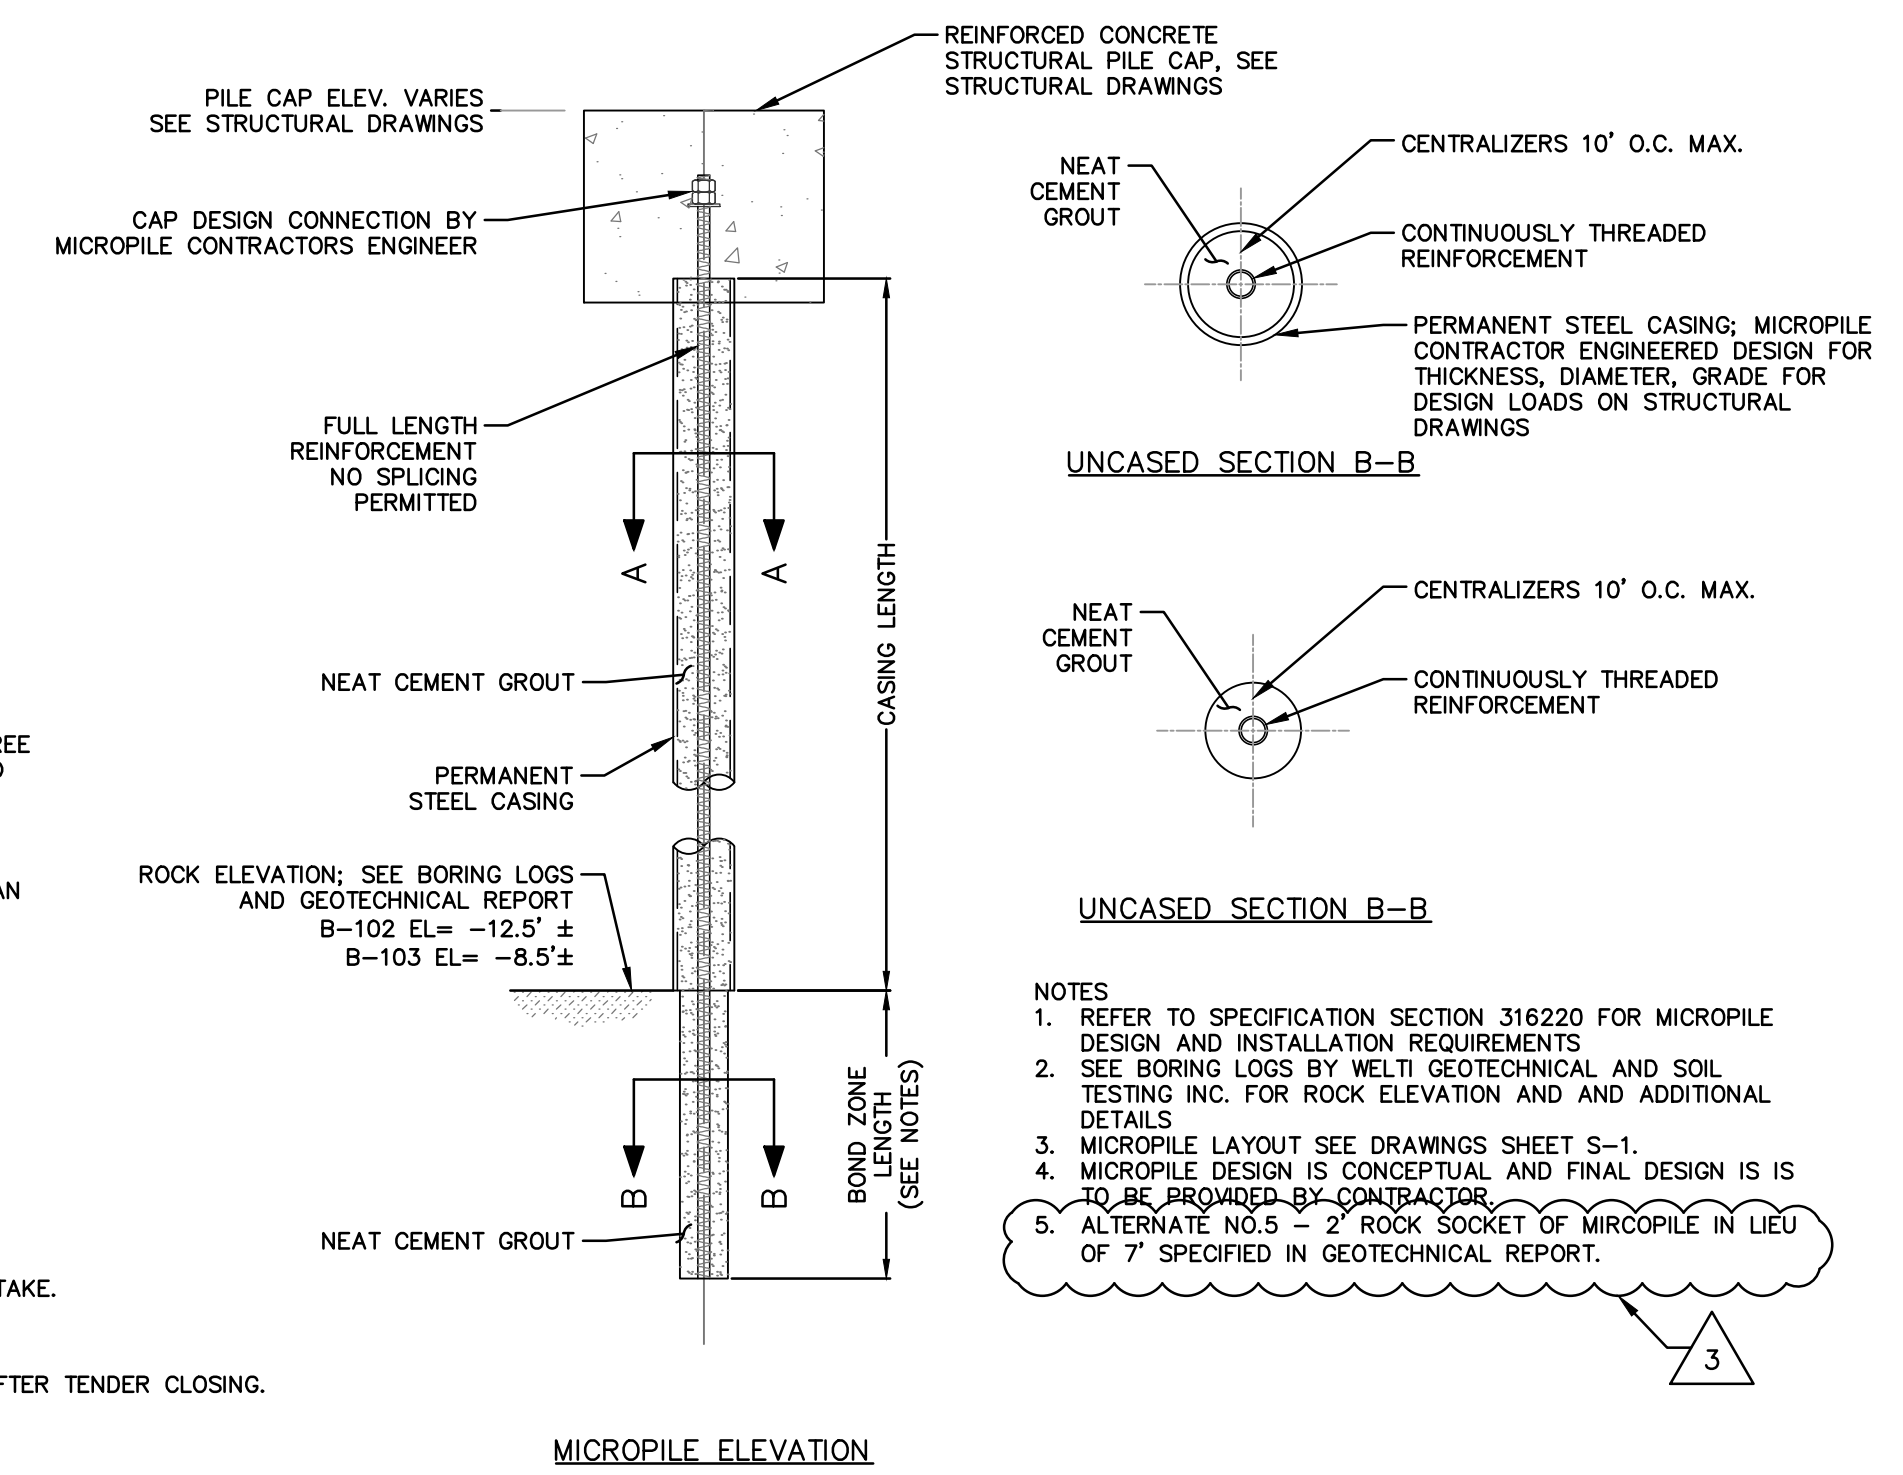 REINFORCED CONCRETE
STRUCTURAL PILE CAP, SEE
STRUCTURAL DRAWINGS
PILE CAP ELEV. VARIES
SEE STRUCTURAL DRAWINGS
CAP DESIGN CONNECTION BY
MICROPILE CONTRACTORS ENGINEER
FULL LENGTH
REINFORCEMENT
NO SPLICING
PERMITTED
A
A
CASING LENGTH
NEAT CEMENT GROUT
PERMANENT
STEEL CASING
ROCK ELEVATION; SEE BORING LOGS
AND GEOTECHNICAL REPORT
B-102 EL= -12.5' ±
B-103 EL= -8.5'±
BOND ZONE
LENGTH
(SEE NOTES)
B
B
NEAT CEMENT GROUT
MICROPILE ELEVATION
REE
AN
TAKE.
FTER TENDER CLOSING.
NEAT
CEMENT
GROUT
CENTRALIZERS 10' O.C. MAX.
CONTINUOUSLY THREADED
REINFORCEMENT
PERMANENT STEEL CASING; MICROPILE
CONTRACTOR ENGINEERED DESIGN FOR
THICKNESS, DIAMETER, GRADE FOR
DESIGN LOADS ON STRUCTURAL
DRAWINGS
UNCASED SECTION B-B
NEAT
CEMENT
GROUT
CENTRALIZERS 10' O.C. MAX.
CONTINUOUSLY THREADED
REINFORCEMENT
UNCASED SECTION B-B
NOTES
1. REFER TO SPECIFICATION SECTION 316220 FOR MICROPILE
DESIGN AND INSTALLATION REQUIREMENTS
2. SEE BORING LOGS BY WELTI GEOTECHNICAL AND SOIL
TESTING INC. FOR ROCK ELEVATION AND AND ADDITIONAL
DETAILS
3. MICROPILE LAYOUT SEE DRAWINGS SHEET S-1.
4. MICROPILE DESIGN IS CONCEPTUAL AND FINAL DESIGN IS IS
TO BE PROVIDED BY CONTRACTOR.
5. ALTERNATE NO.5 - 2' ROCK SOCKET OF MIRCOPILE IN LIEU
OF 7' SPECIFIED IN GEOTECHNICAL REPORT.
3